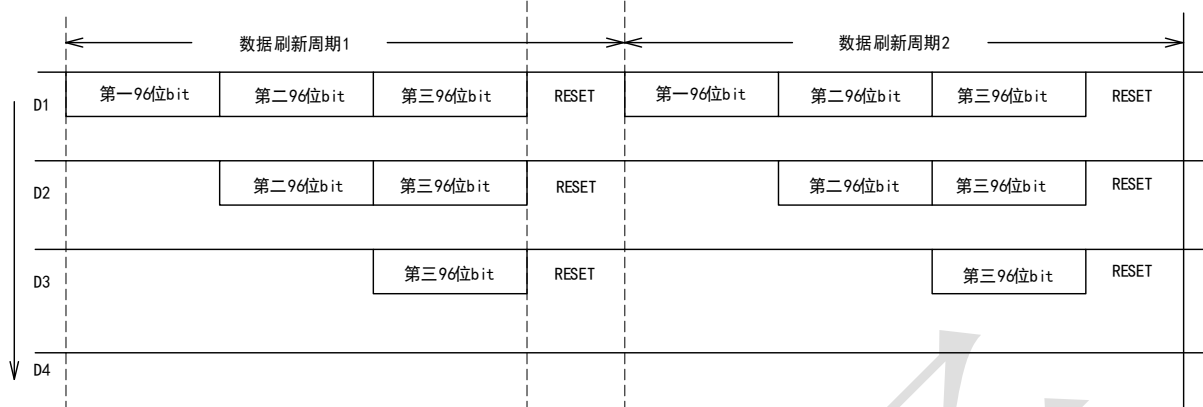 数据刷新周期1 数据刷新周期2
D1 第一96位bit 第二96位bit 第三96位bit RESET 第一96位bit 第二96位bit 第三96位bit RESET
D2 第二96位bit 第三96位bit RESET 第二96位bit 第三96位bit RESET
D3 第三96位bit RESET 第三96位bit RESET
D4